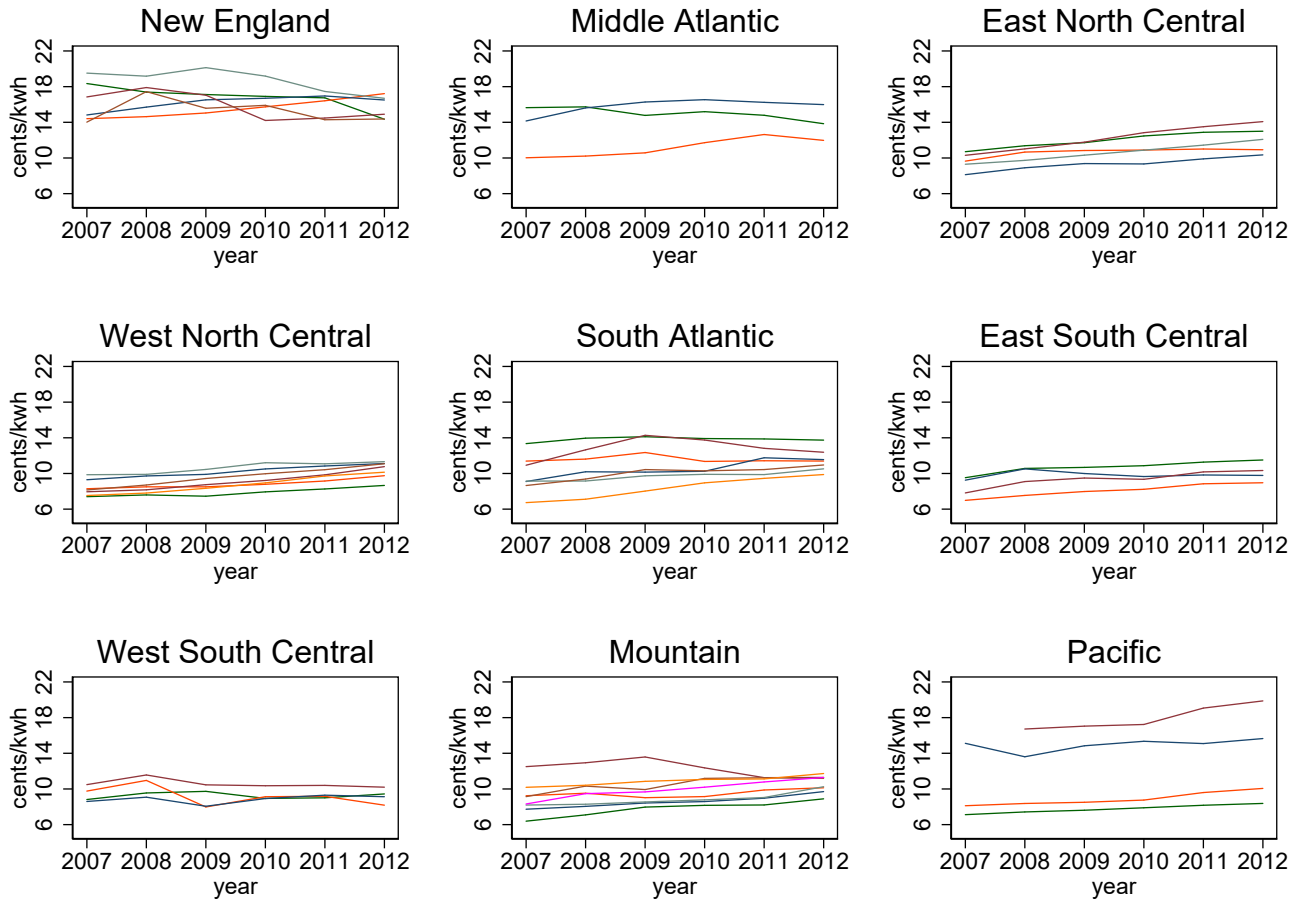 New England
cents/kwh
22
18
14
10
6
2007 2008 2009 2010 2011 2012
year
Middle Atlantic
cents/kwh
22
18
14
10
6
2007 2008 2009 2010 2011 2012
year
East North Central
cents/kwh
22
18
14
10
6
2007 2008 2009 2010 2011 2012
year
West North Central
cents/kwh
22
18
14
10
6
2007 2008 2009 2010 2011 2012
year
South Atlantic
cents/kwh
22
18
14
10
6
2007 2008 2009 2010 2011 2012
year
East South Central
cents/kwh
22
18
14
10
6
2007 2008 2009 2010 2011 2012
year
West South Central
cents/kwh
22
18
14
10
6
2007 2008 2009 2010 2011 2012
year
Mountain
cents/kwh
22
18
14
10
6
2007 2008 2009 2010 2011 2012
year
Pacific
cents/kwh
22
18
14
10
6
2007 2008 2009 2010 2011 2012
year